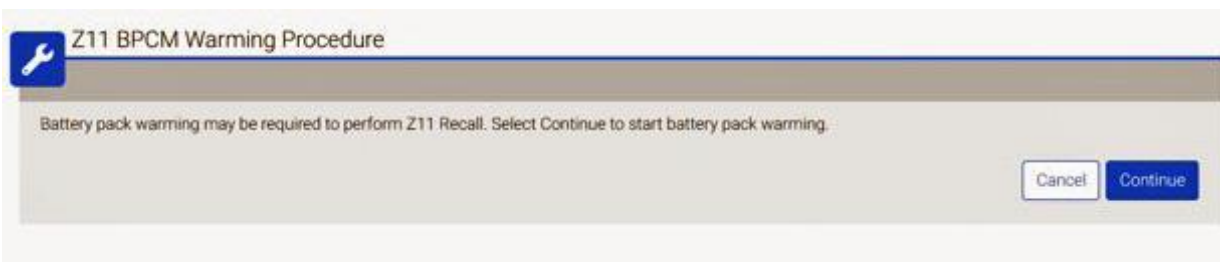 Z11 BPCM Warming Procedure
Battery pack warming may be required to perform Z11 Recall. Select Continue to start battery pack warming.
Cancel
Continue